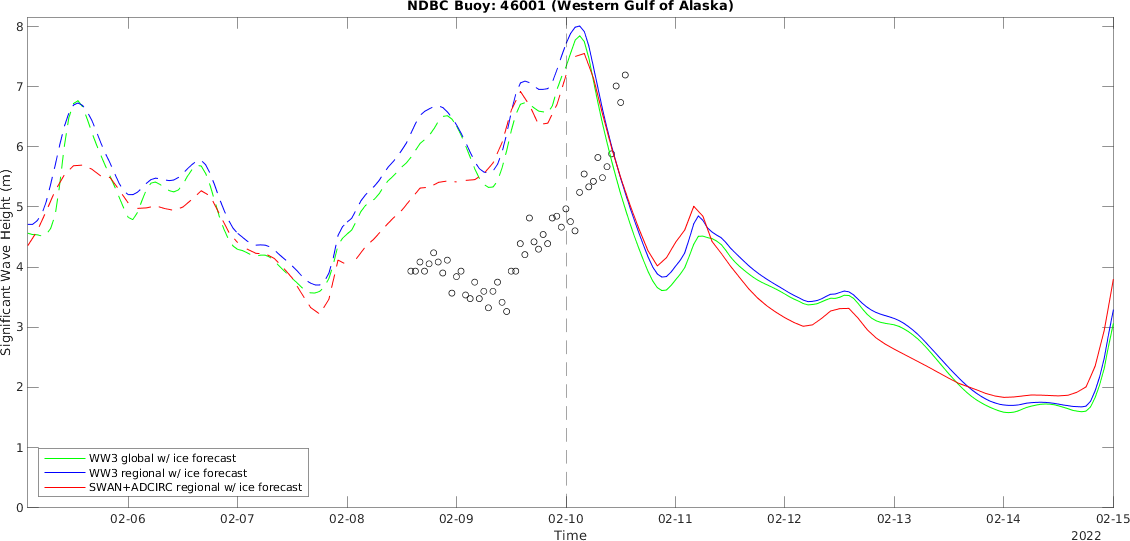 NDBC Buoy: 46001 (Western Gulf of Alaska)
8
7
6
5
4
3
2
1
0
Significant Wave Height (m)
WW3 global w/ ice forecast
WW3 regional w/ ice forecast
SWAN+ADCIRC regional w/ ice forecast
02-06 02-07 02-08 02-09 02-10 02-11 02-12 02-13 02-14 02-15
Time
2022